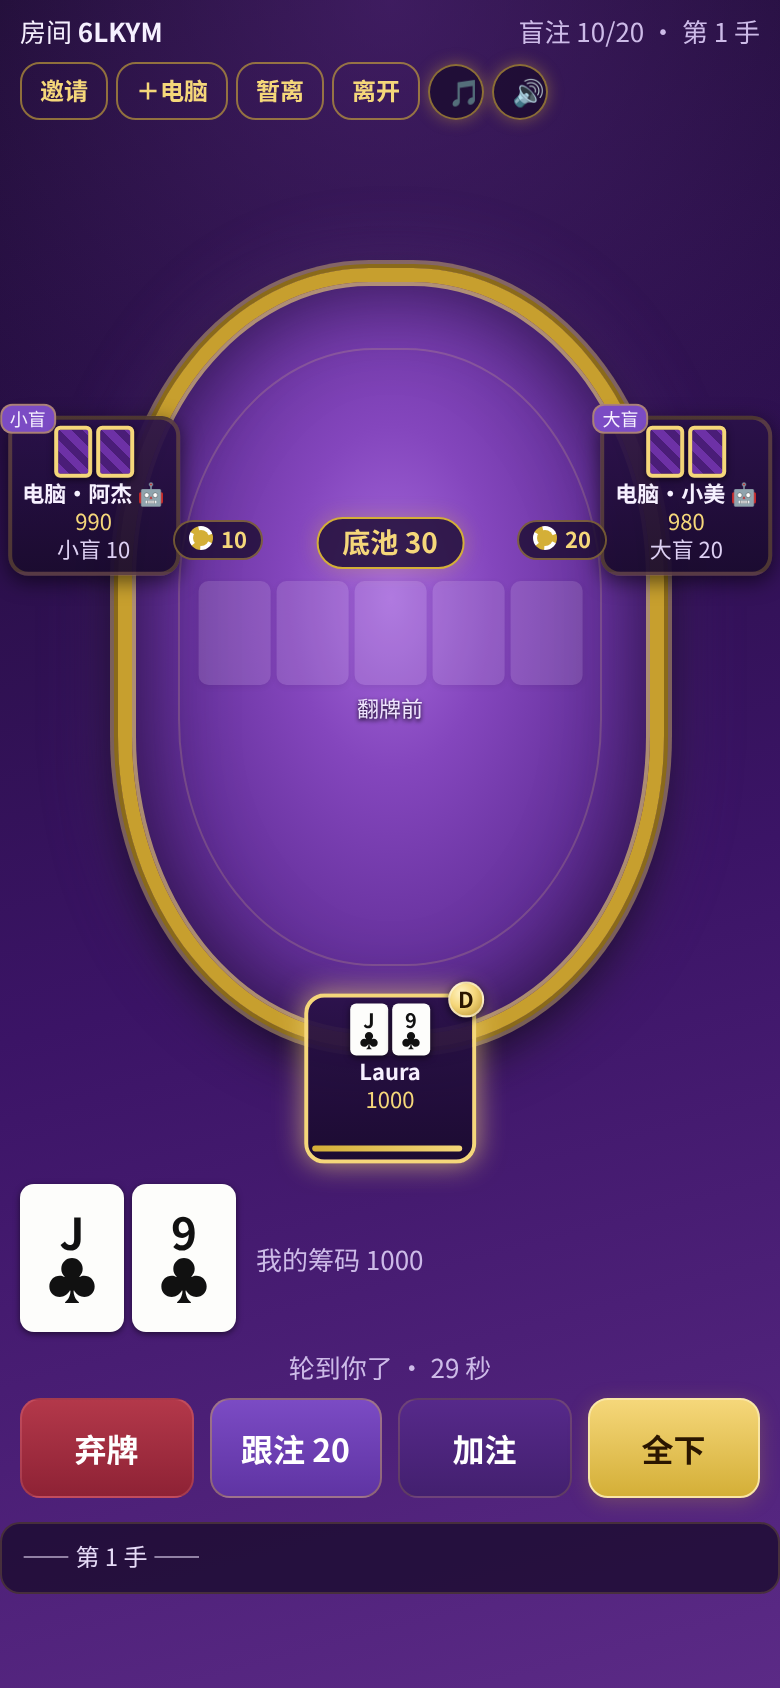 房间 6LKYM
盲注 10/20 · 第 1 手
邀请
＋电脑
暂离
离开
小盲
电脑·阿杰 🤖
990
小盲 10
大盲
电脑·小美 🤖
980
大盲 20
10
底池 30
20
翻牌前
D
J♣ 9♣
Laura
1000
J♣ 9♣
我的筹码 1000
轮到你了 · 29 秒
弃牌
跟注 20
加注
全下
—— 第 1 手 ——